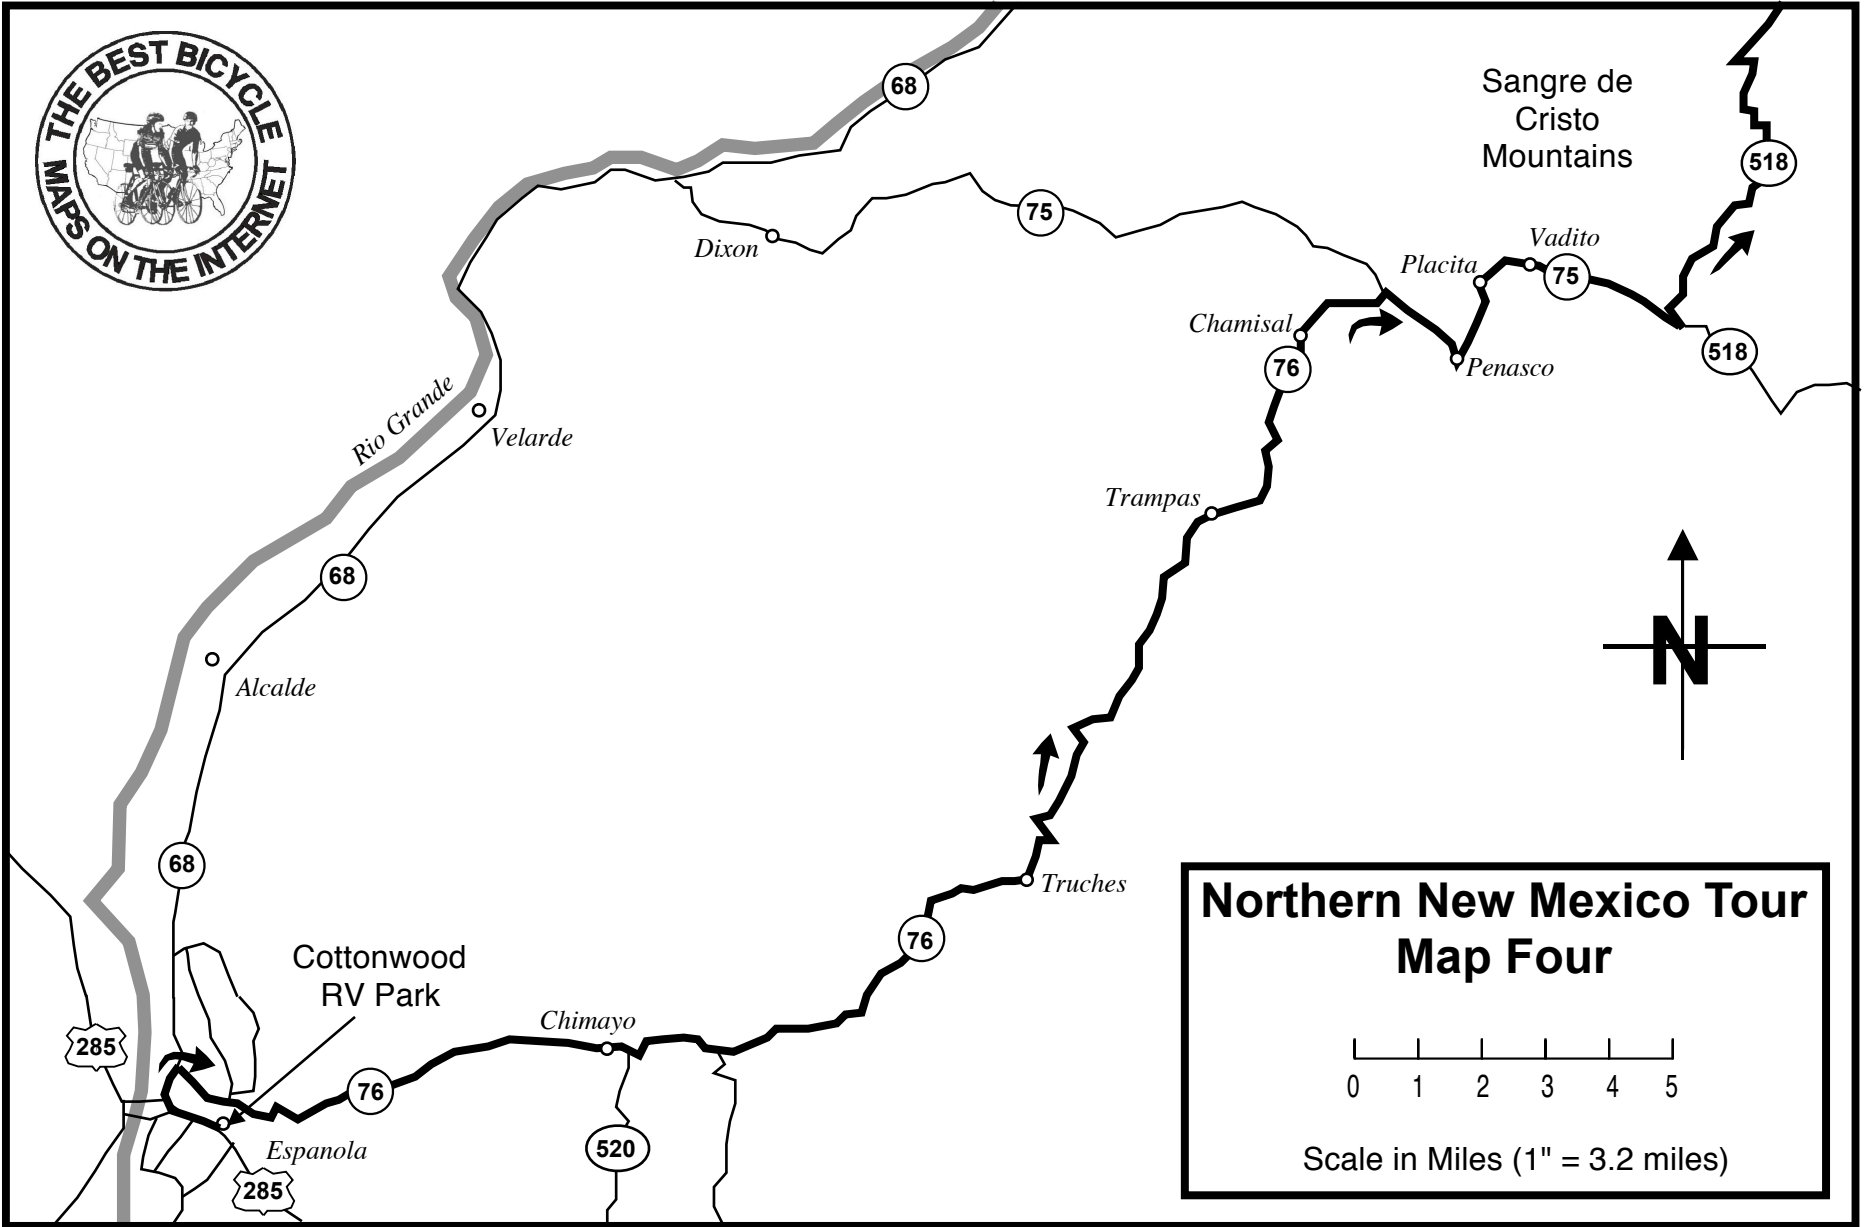 THE BEST BICYCLE
MAPS ON THE INTERNET
68
Sangre de
Cristo
Mountains
518
75
Dixon
Vadito
Placita
75
Chamisal
518
76
Penasco
Rio Grande
Velarde
Trampas
68
N
Alcalde
68
Truches
76
Northern New Mexico Tour
Map Four
Cottonwood
RV Park
Chimayo
285
76
0 1 2 3 4 5
Espanola
520
Scale in Miles (1" = 3.2 miles)
285